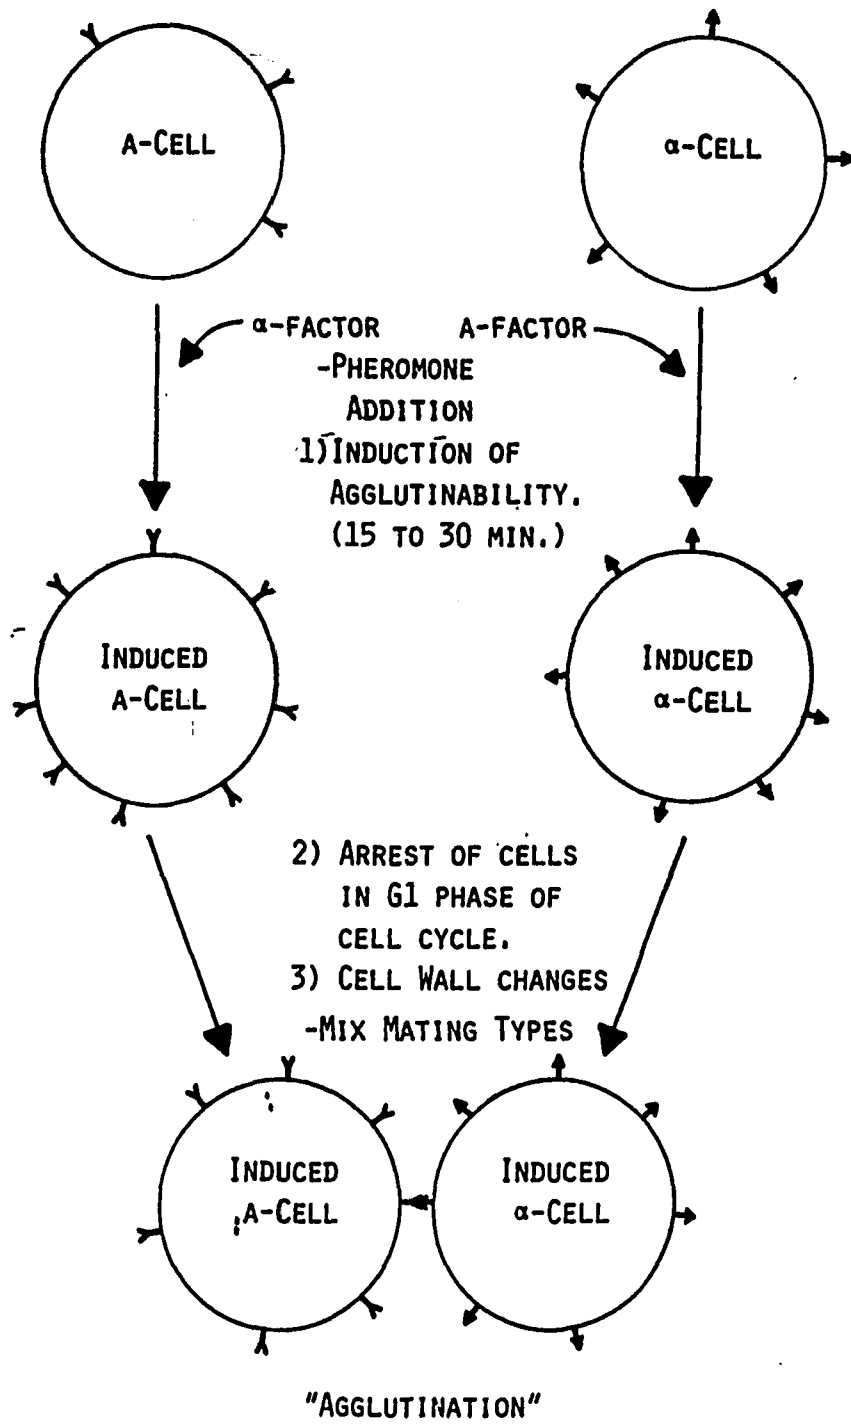 A-CELL
α-CELL
α-FACTOR
A-FACTOR
-PHEROMONE
ADDITION
1) INDUCTION OF
AGGLUTINABILITY.
(15 TO 30 MIN.)
INDUCED
A-CELL
INDUCED
α-CELL
2) ARREST OF CELLS
IN G1 PHASE OF
CELL CYCLE.
3) CELL WALL CHANGES
-MIX MATING TYPES
INDUCED
A-CELL
INDUCED
α-CELL
"AGGLUTINATION"